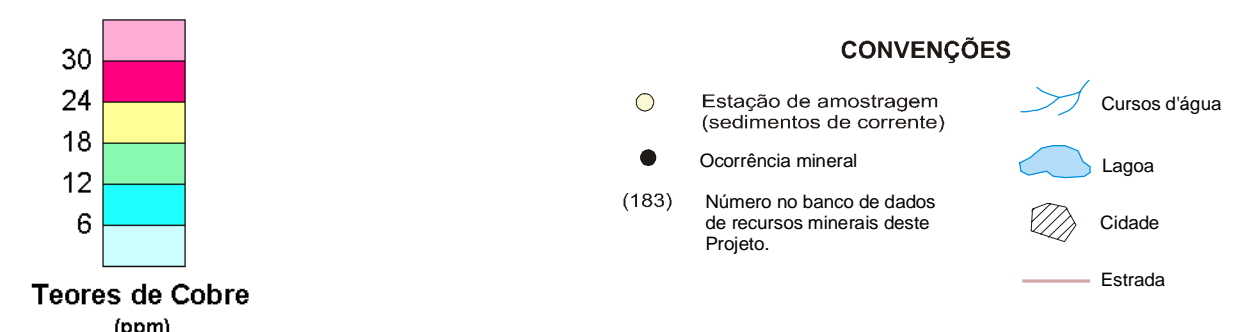 30
24
18
12
6
Teores de Cobre
(ppm)
CONVENÇÕES
Estação de amostragem
(sedimentos de corrente)
Ocorrência mineral
(183)
Número no banco de dados
de recursos minerais deste
Projeto.
Cursos d'água
Lagoa
Cidade
Estrada